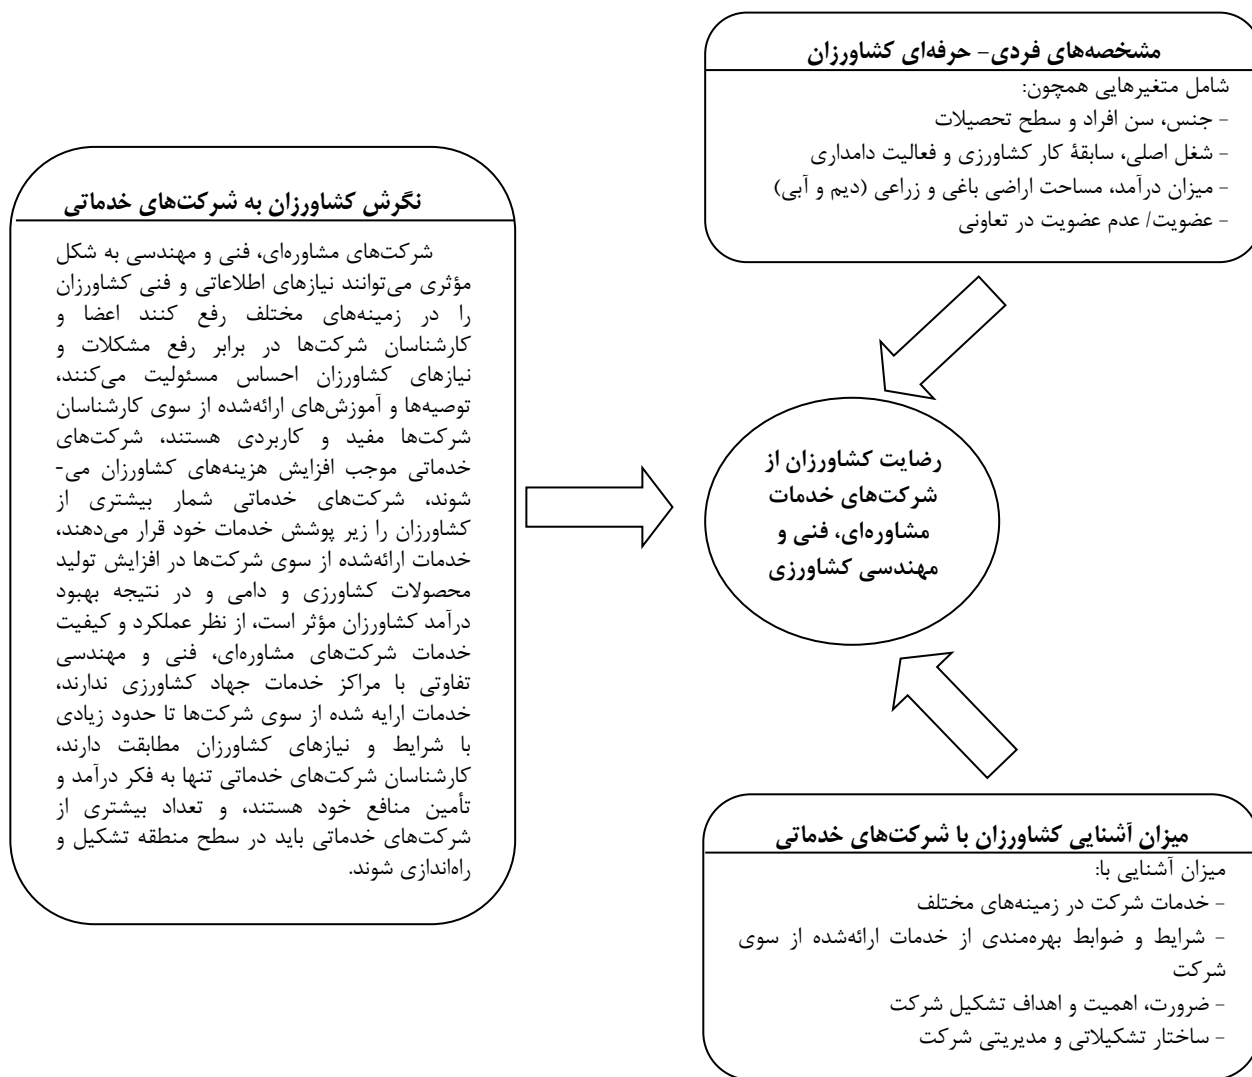 مشخصه‌های فردی- حرفه‌ای کشاورزان
شامل متغیرهایی همچون:
- جنس، سن افراد و سطح تحصیلات
- شغل اصلی، سابقۀ کار کشاورزی و فعالیت دامداری
- میزان درآمد، مساحت اراضی باغی و زراعی (دیم و آبی)
- عضویت/ عدم عضویت در تعاونی
نگرش کشاورزان به شرکت‌های خدماتی
شرکت‌های مشاوره‌ای، فنی و مهندسی به شکل
مؤثری می‌توانند نیازهای اطلاعاتی و فنی کشاورزان
را در زمینه‌های مختلف رفع کنند اعضا و
کارشناسان شرکت‌ها در برابر رفع مشکلات و
نیازهای کشاورزان احساس مسئولیت می‌کنند،
توصیه‌ها و آموزش‌های ارائه‌شده از سوی کارشناسان
شرکت‌ها مفید و کاربردی هستند، شرکت‌های
خدماتی موجب افزایش هزینه‌های کشاورزان می-
شوند، شرکت‌های خدماتی شمار بیشتری از
کشاورزان را زیر پوشش خدمات خود قرار می‌دهند،
خدمات ارائه‌شده از سوی شرکت‌ها در افزایش تولید
محصولات کشاورزی و دامی و در نتیجه بهبود
درآمد کشاورزان مؤثر است، از نظر عملکرد و کیفیت
خدمات شرکت‌های مشاوره‌ای، فنی و مهندسی
تفاوتی با مراکز خدمات جهاد کشاورزی ندارند،
خدمات ارایه شده از سوی شرکت‌ها تا حدود زیادی
با شرایط و نیازهای کشاورزان مطابقت دارند،
کارشناسان شرکت‌های خدماتی تنها به فکر درآمد و
تأمین منافع خود هستند، و تعداد بیشتری از
شرکت‌های خدماتی باید در سطح منطقه تشکیل و
راه‌اندازی شوند.
رضایت کشاورزان از
شرکت‌های خدمات
مشاوره‌ای، فنی و
مهندسی کشاورزی
میزان آشنایی کشاورزان با شرکت‌های خدماتی
میزان آشنایی با:
- خدمات شرکت در زمینه‌های مختلف
- شرایط و ضوابط بهره‌مندی از خدمات ارائه‌شده از سوی
شرکت
- ضرورت، اهمیت و اهداف تشکیل شرکت
- ساختار تشکیلاتی و مدیریتی شرکت